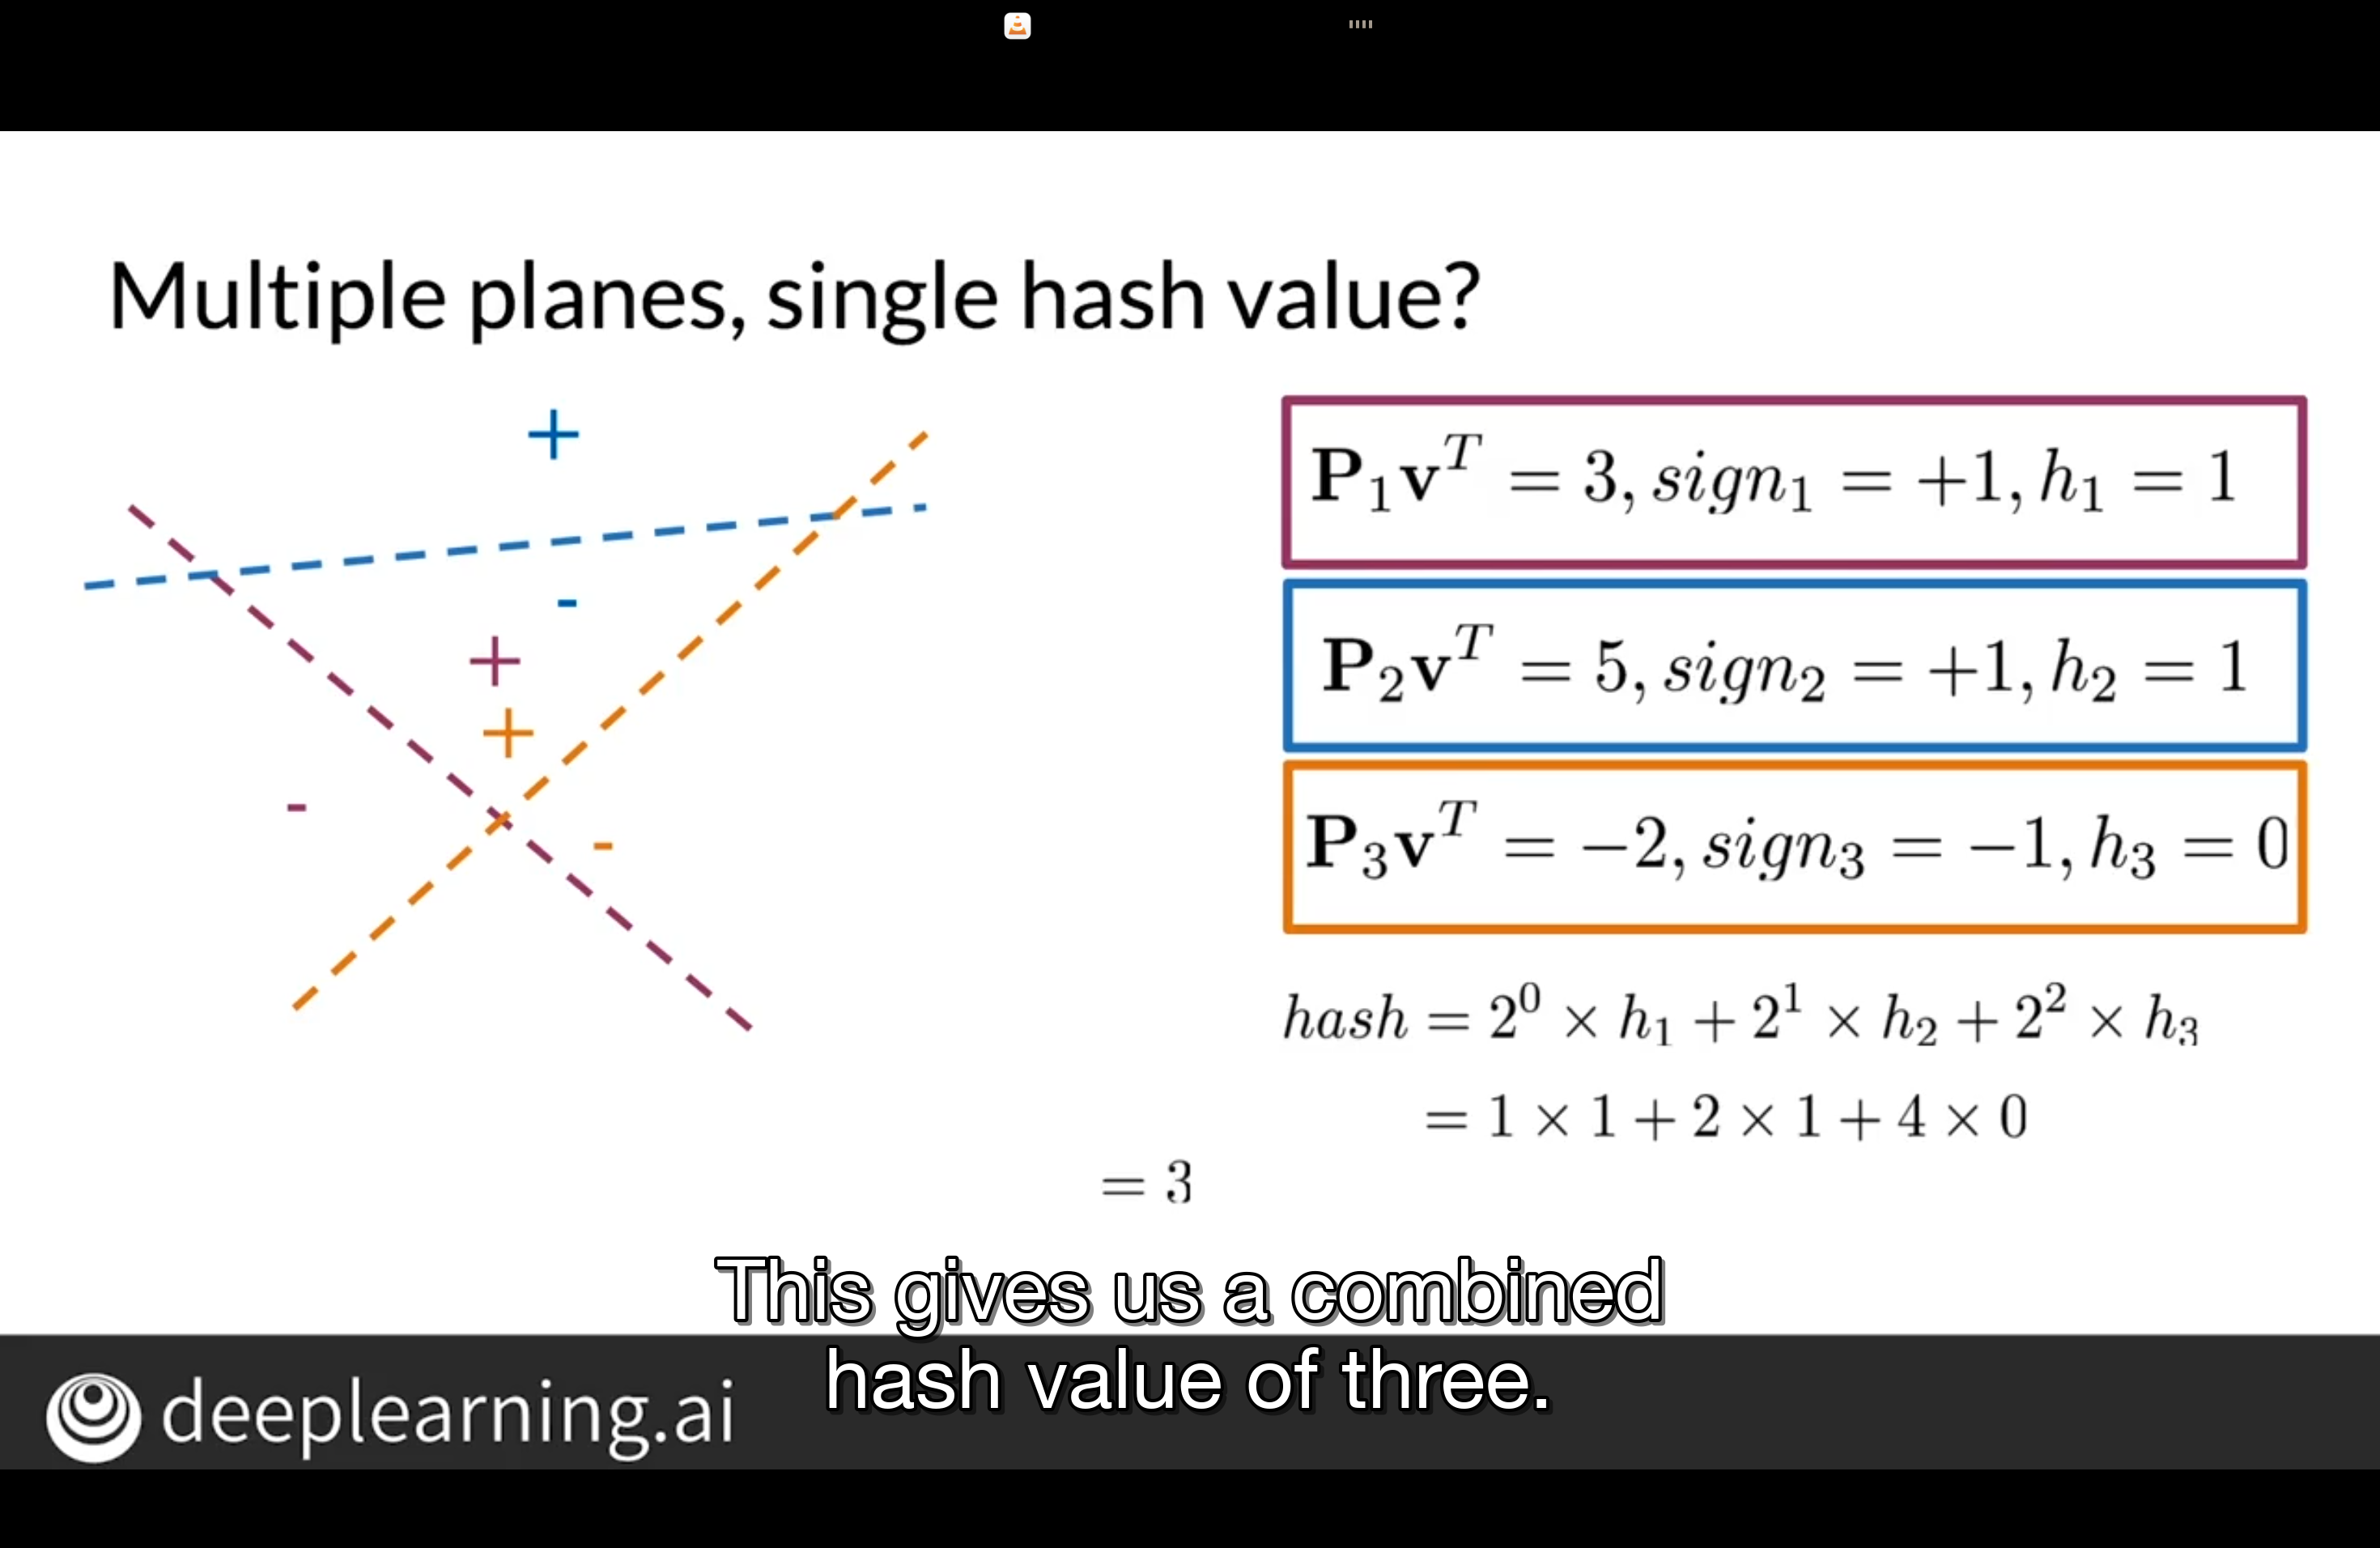 Multiple planes, single hash value?
+
-
+
+
-
-
P₁vᵀ = 3, sign₁ = +1, h₁ = 1
P₂vᵀ = 5, sign₂ = +1, h₂ = 1
P₃vᵀ = −2, sign₃ = −1, h₃ = 0
hash = 2⁰ × h₁ + 2¹ × h₂ + 2² × h₃
= 1 × 1 + 2 × 1 + 4 × 0
= 3
This gives us a combined
hash value of three.
deeplearning.ai